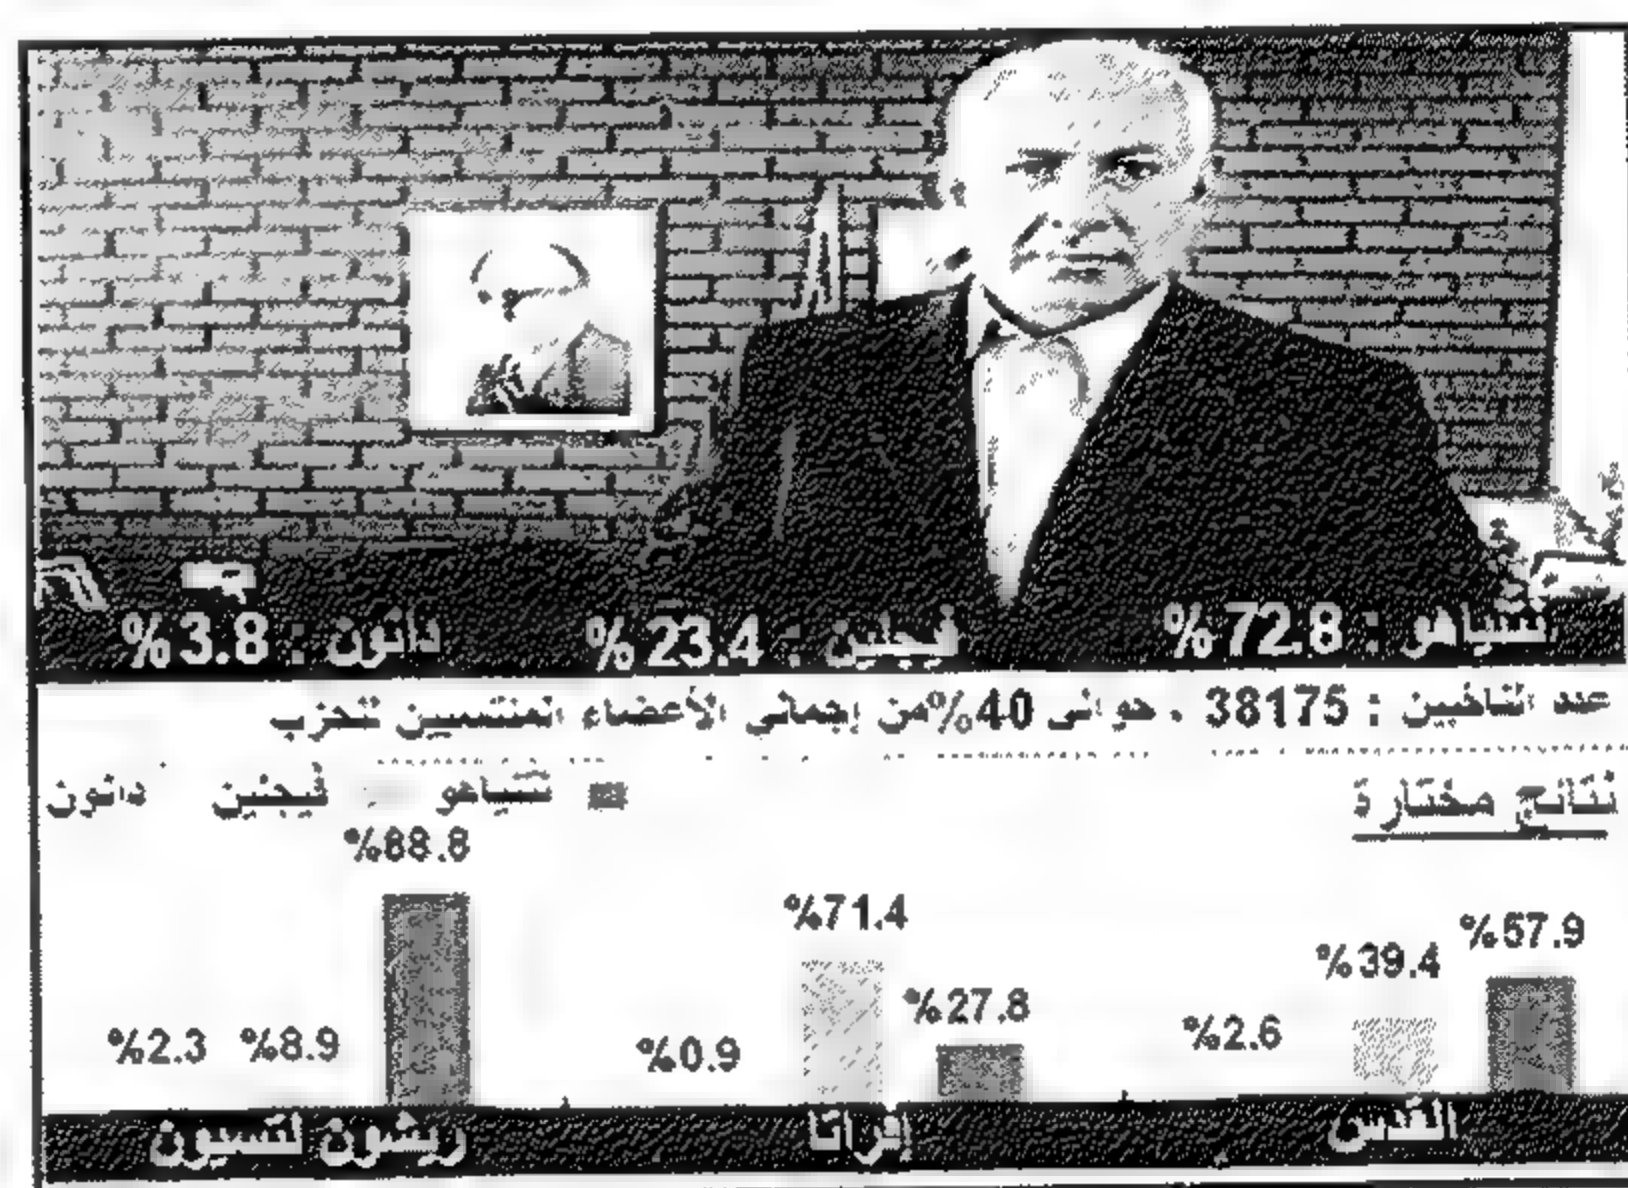 نتنياهو : 72.8% فيجلين : 23.4% دانون : 3.8%
عدد الناخبين : 38175 . حوالى 40% من إجمالى الأعضاء المنتسمين للحزب
نتائج مختارة
نتنياهو فيجلين دانون
57.9% 39.4% 2.6%
27.8% 71.4% 0.9%
88.8% 8.9% 2.3%
القدس إفراتا ريشون لتسيون